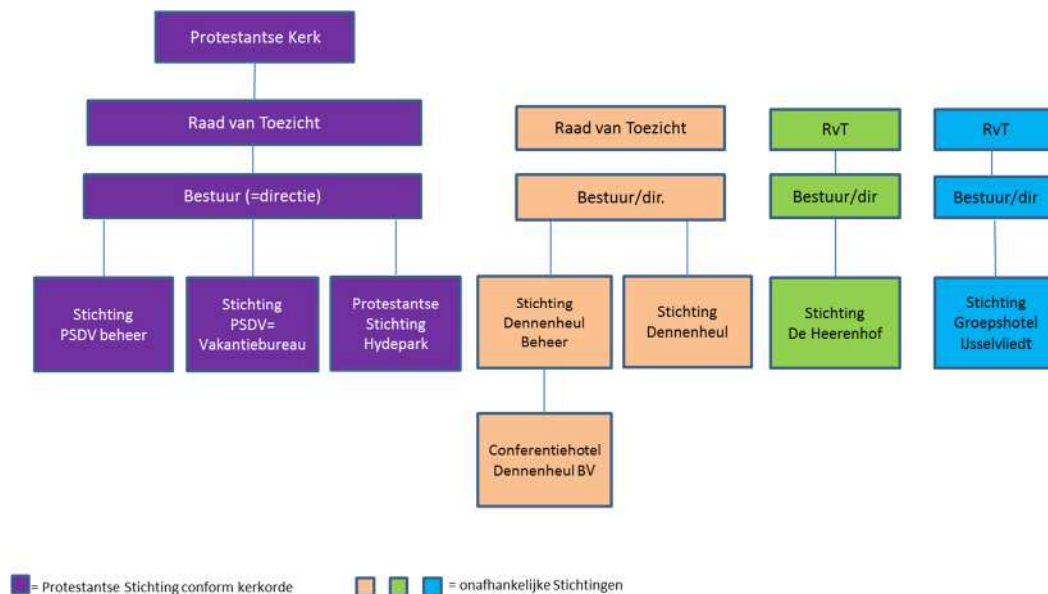 Protestantse Kerk
Raad van Toezicht
Bestuur (=directie)
Stichting
PSDV beheer
Stichting
PSDV=
Vakantiebureau
Protestantse
Stichting
Hydepark
Raad van Toezicht
Bestuur/dir.
Stichting
Dennenheul
Beheer
Stichting
Dennenheul
Conferentiehotel
Dennenheul BV
RvT
Bestuur/dir
Stichting
De Heerenhof
RvT
Bestuur/dir
Stichting
Groepshotel
IJsselvliedt
= Protestantse Stichting conform kerkorde
= onafhankelijke Stichtingen